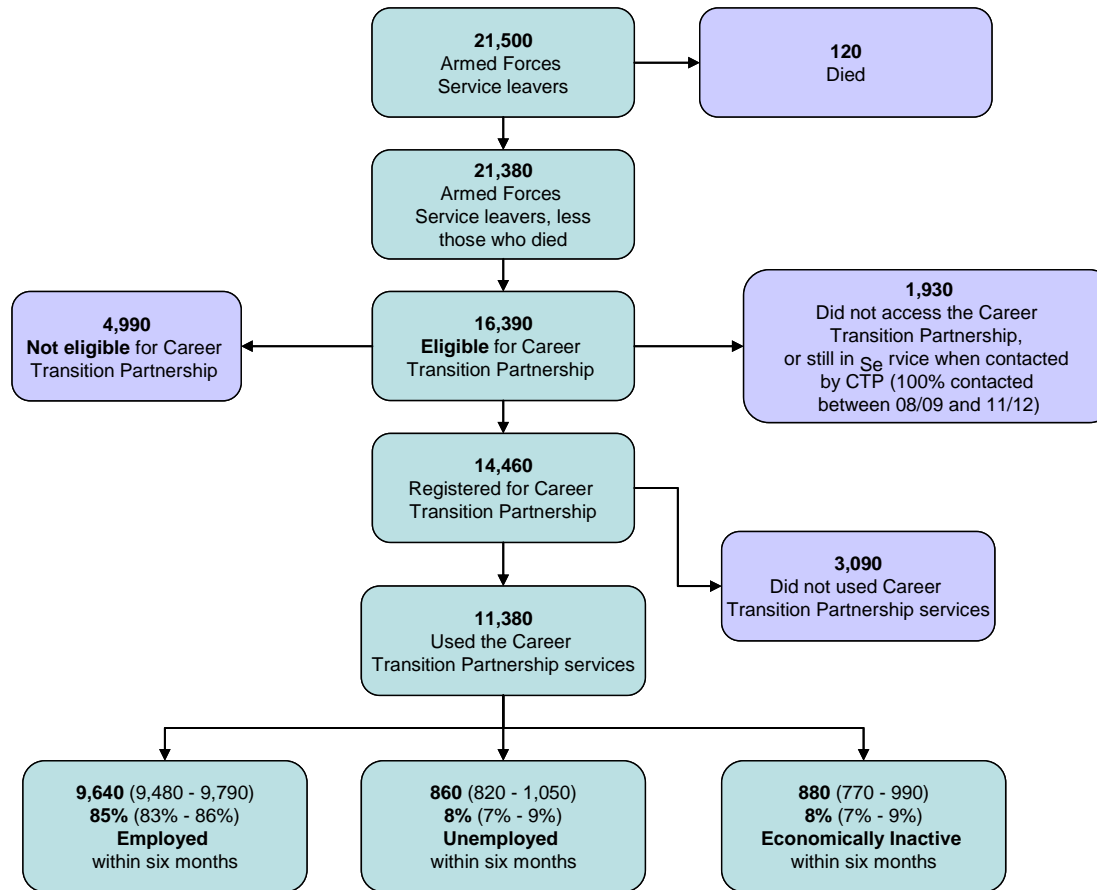 21,500
Armed Forces
Service leavers
120
Died
21,380
Armed Forces
Service leavers, less
those who died
4,990
Not eligible for Career
Transition Partnership
16,390
Eligible for Career
Transition Partnership
1,930
Did not access the Career
Transition Partnership,
or still in Se rvice when contacted
by CTP (100% contacted
between 08/09 and 11/12)
14,460
Registered for Career
Transition Partnership
3,090
Did not used Career
Transition Partnership services
11,380
Used the Career
Transition Partnership services
9,640 (9,480 - 9,790)
85% (83% - 86%)
Employed
within six months
860 (820 - 1,050)
8% (7% - 9%)
Unemployed
within six months
880 (770 - 990)
8% (7% - 9%)
Economically Inactive
within six months